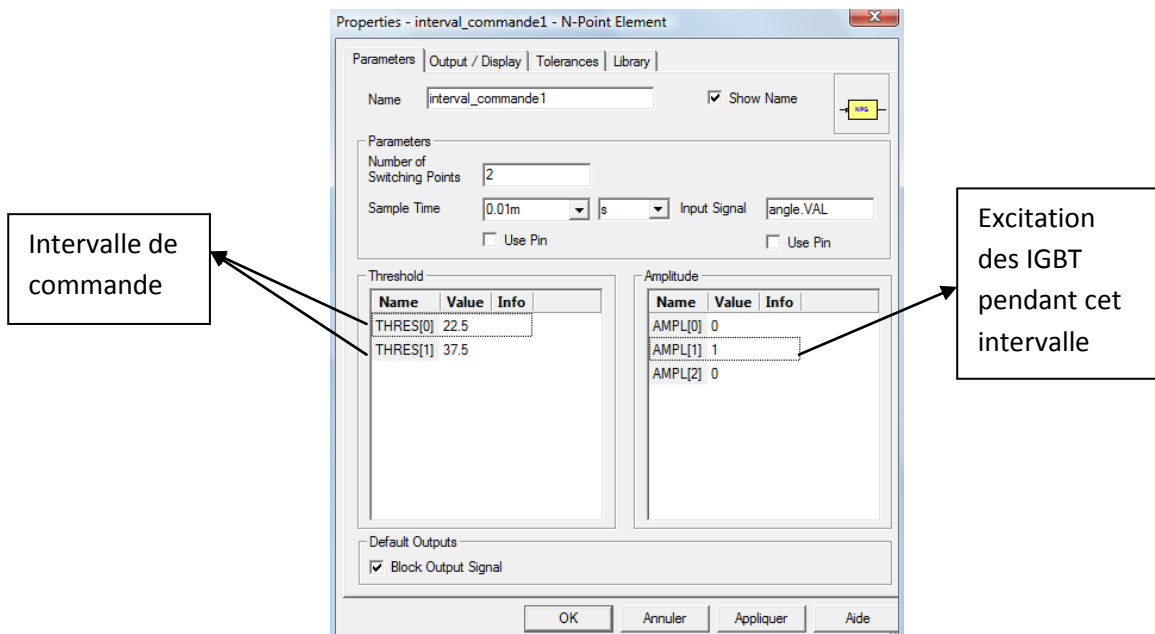 Properties - interval_commande1 - N-Point Element
x
Parameters Output / Display Tolerances Library
Name interval_commande1 Show Name
NPG
Parameters
Number of
Switching Points 2
Sample Time 0.01m s Input Signal angle.VAL
Use Pin Use Pin
Intervalle de
commande
Threshold
Name Value Info
THRES[0] 22.5
THRES[1] 37.5
Amplitude
Name Value Info
AMPL[0] 0
AMPL[1] 1
AMPL[2] 0
Excitation
des IGBT
pendant cet
intervalle
Default Outputs
Block Output Signal
OK Annuler Appliquer Aide